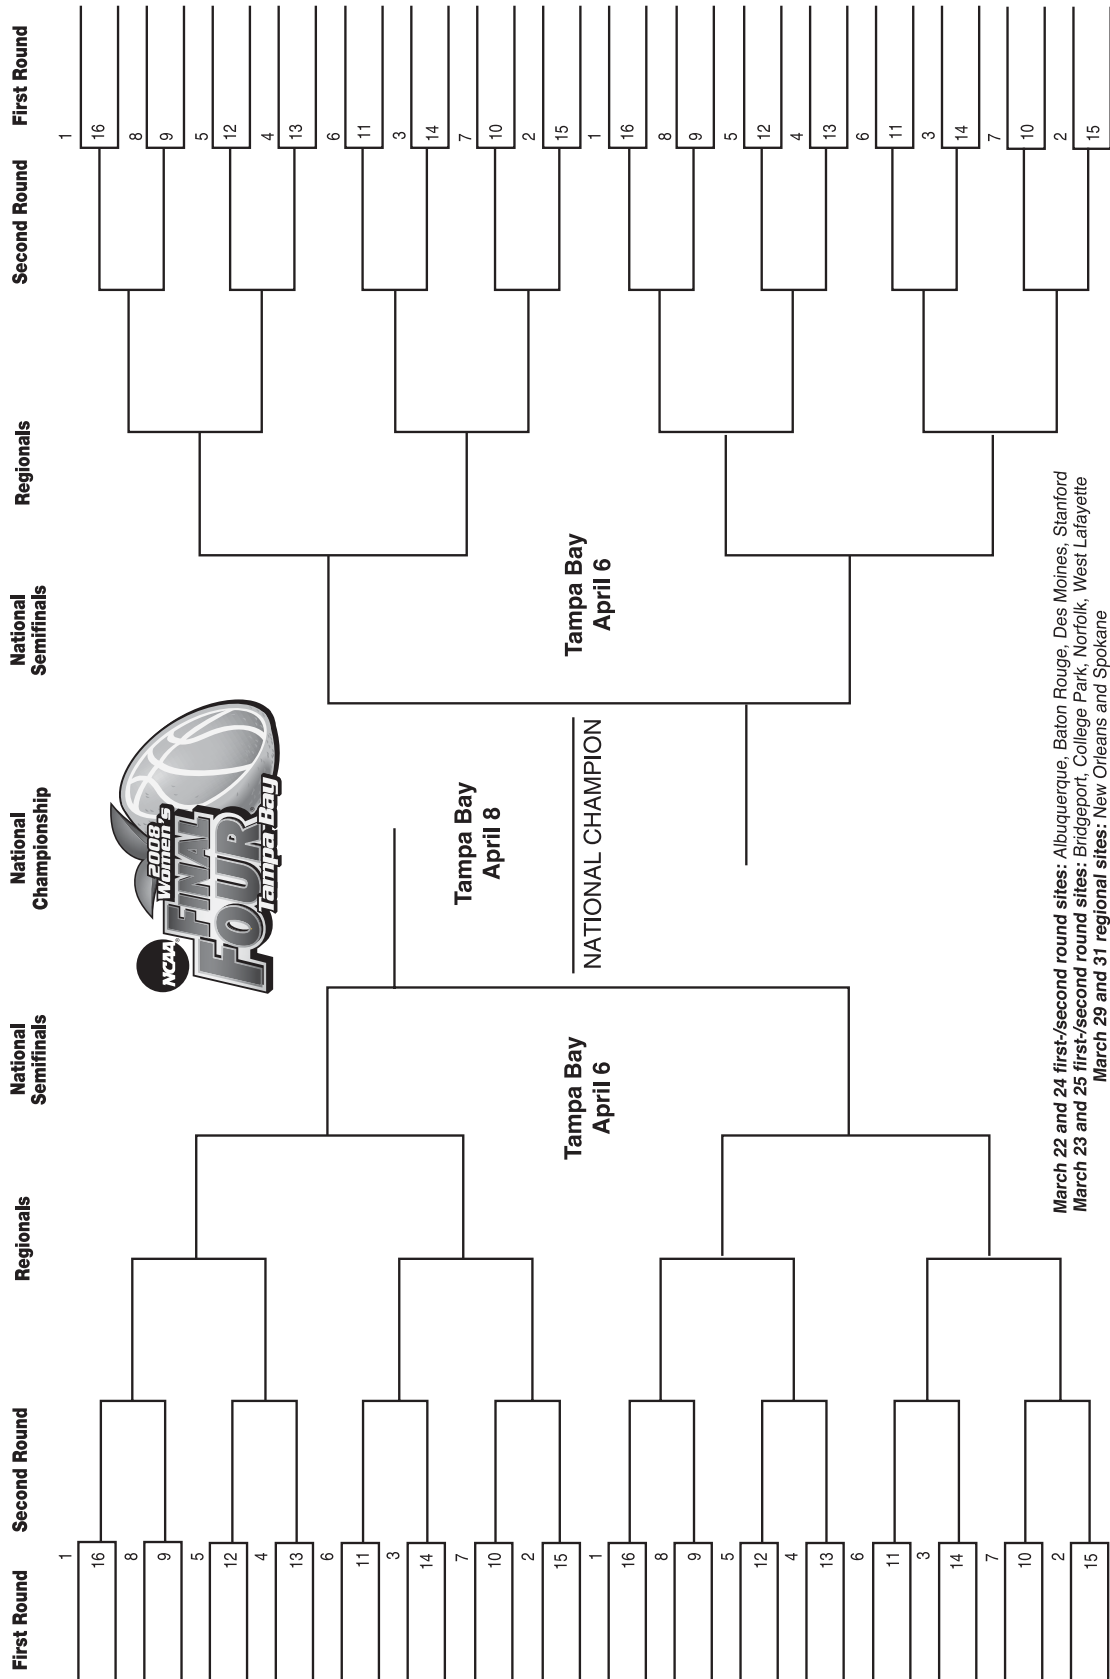 First Round
Second Round
Regionals
National
Semifinals
National
Championship
National
Semifinals
Regionals
Second Round
First Round
1
16
8
9
5
12
4
13
6
11
3
14
7
10
2
15
1
16
8
9
5
12
4
13
6
11
3
14
7
10
2
15
NCAA®
2008
Women's
FINAL
FOUR
Tampa Bay
Tampa Bay
April 6
Tampa Bay
April 8
NATIONAL CHAMPION
Tampa Bay
April 6
1
16
8
9
5
12
4
13
6
11
3
14
7
10
2
15
1
16
8
9
5
12
4
13
6
11
3
14
7
10
2
15
March 22 and 24 first-/second round sites: Albuquerque, Baton Rouge, Des Moines, Stanford
March 23 and 25 first-/second round sites: Bridgeport, College Park, Norfolk, West Lafayette
March 29 and 31 regional sites: New Orleans and Spokane